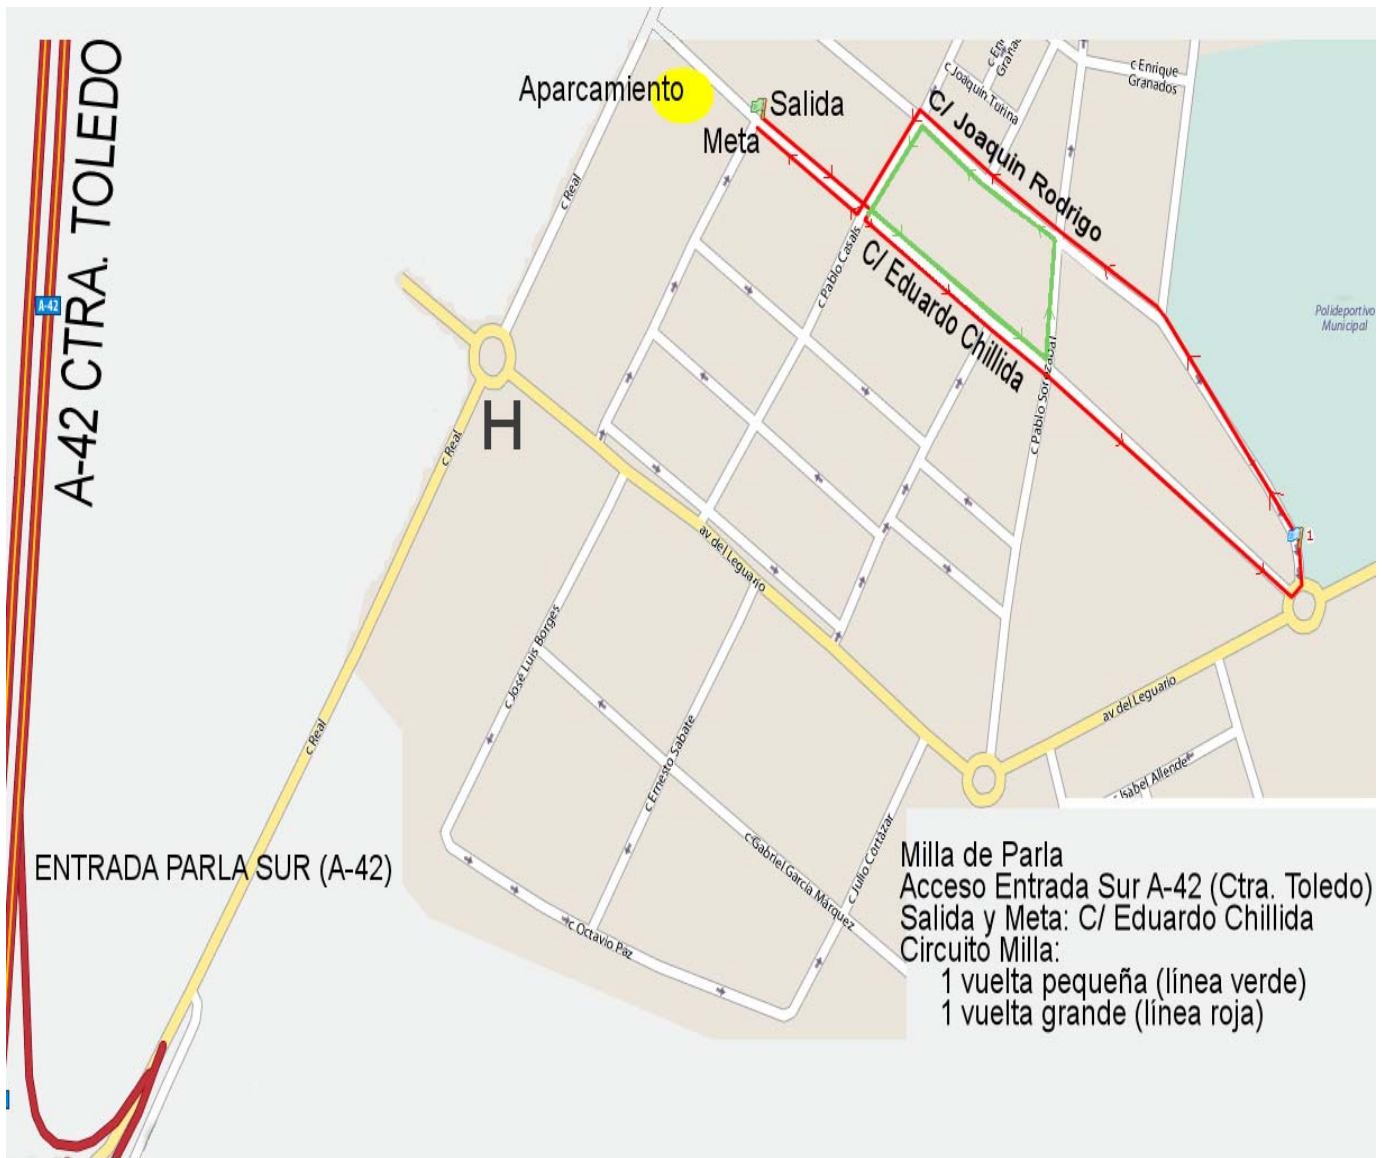 A-42 CTRA. TOLEDO
A-42
Aparcamiento
Salida
Meta
c Joaquin Turina
c Enrique
Granados
C/ Joaquin Rodrigo
c Real
c Pablo Casals
C/ Eduardo Chillida
c Pablo Sorozabal
Polideportivo
Municipal
1
H
c Real
av del Leguario
c José Luis Borges
c Ernesto Sabate
av del Leguario
c Real
c Isabel Allende
c Gabriel García Márquez
c Julio Cortázar
c Octavio Paz
ENTRADA PARLA SUR (A-42)
Milla de Parla
Acceso Entrada Sur A-42 (Ctra. Toledo)
Salida y Meta: C/ Eduardo Chillida
Circuito Milla:
1 vuelta pequeña (línea verde)
1 vuelta grande (línea roja)